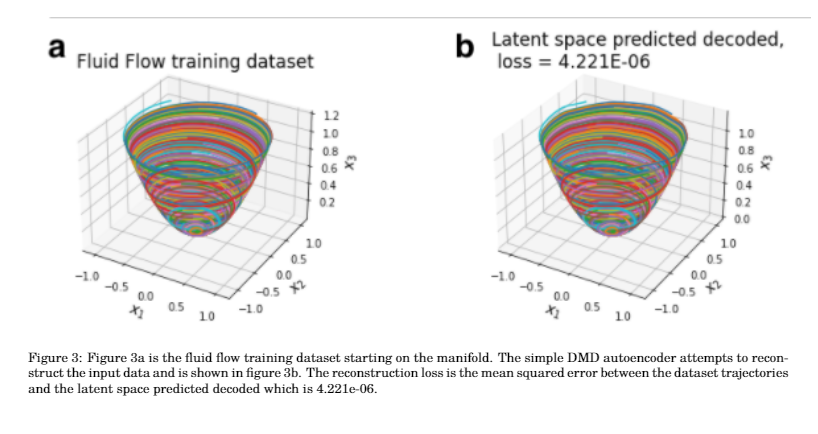 a
Fluid Flow training dataset
1.2
1.0
0.8
0.6
0.4
0.2
X3
1.0
0.5
0.0
−0.5
−1.0
X2
−1.0
−0.5
0.0
0.5
1.0
X1
b
Latent space predicted decoded,
loss = 4.221E-06
1.0
0.8
0.6
0.4
0.2
0.0
X3
1.0
0.5
0.0
−0.5
−1.0
X2
−1.0
−0.5
0.0
0.5
1.0
X1
Figure 3: Figure 3a is the fluid flow training dataset starting on the manifold. The simple DMD autoencoder attempts to recon-
struct the input data and is shown in figure 3b. The reconstruction loss is the mean squared error between the dataset trajectories
and the latent space predicted decoded which is 4.221e-06.